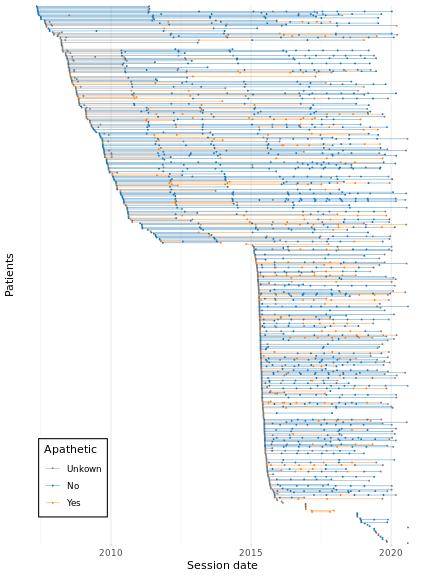 Patients
Apathetic
Unkown
No
Yes
2010
2015
2020
Session date